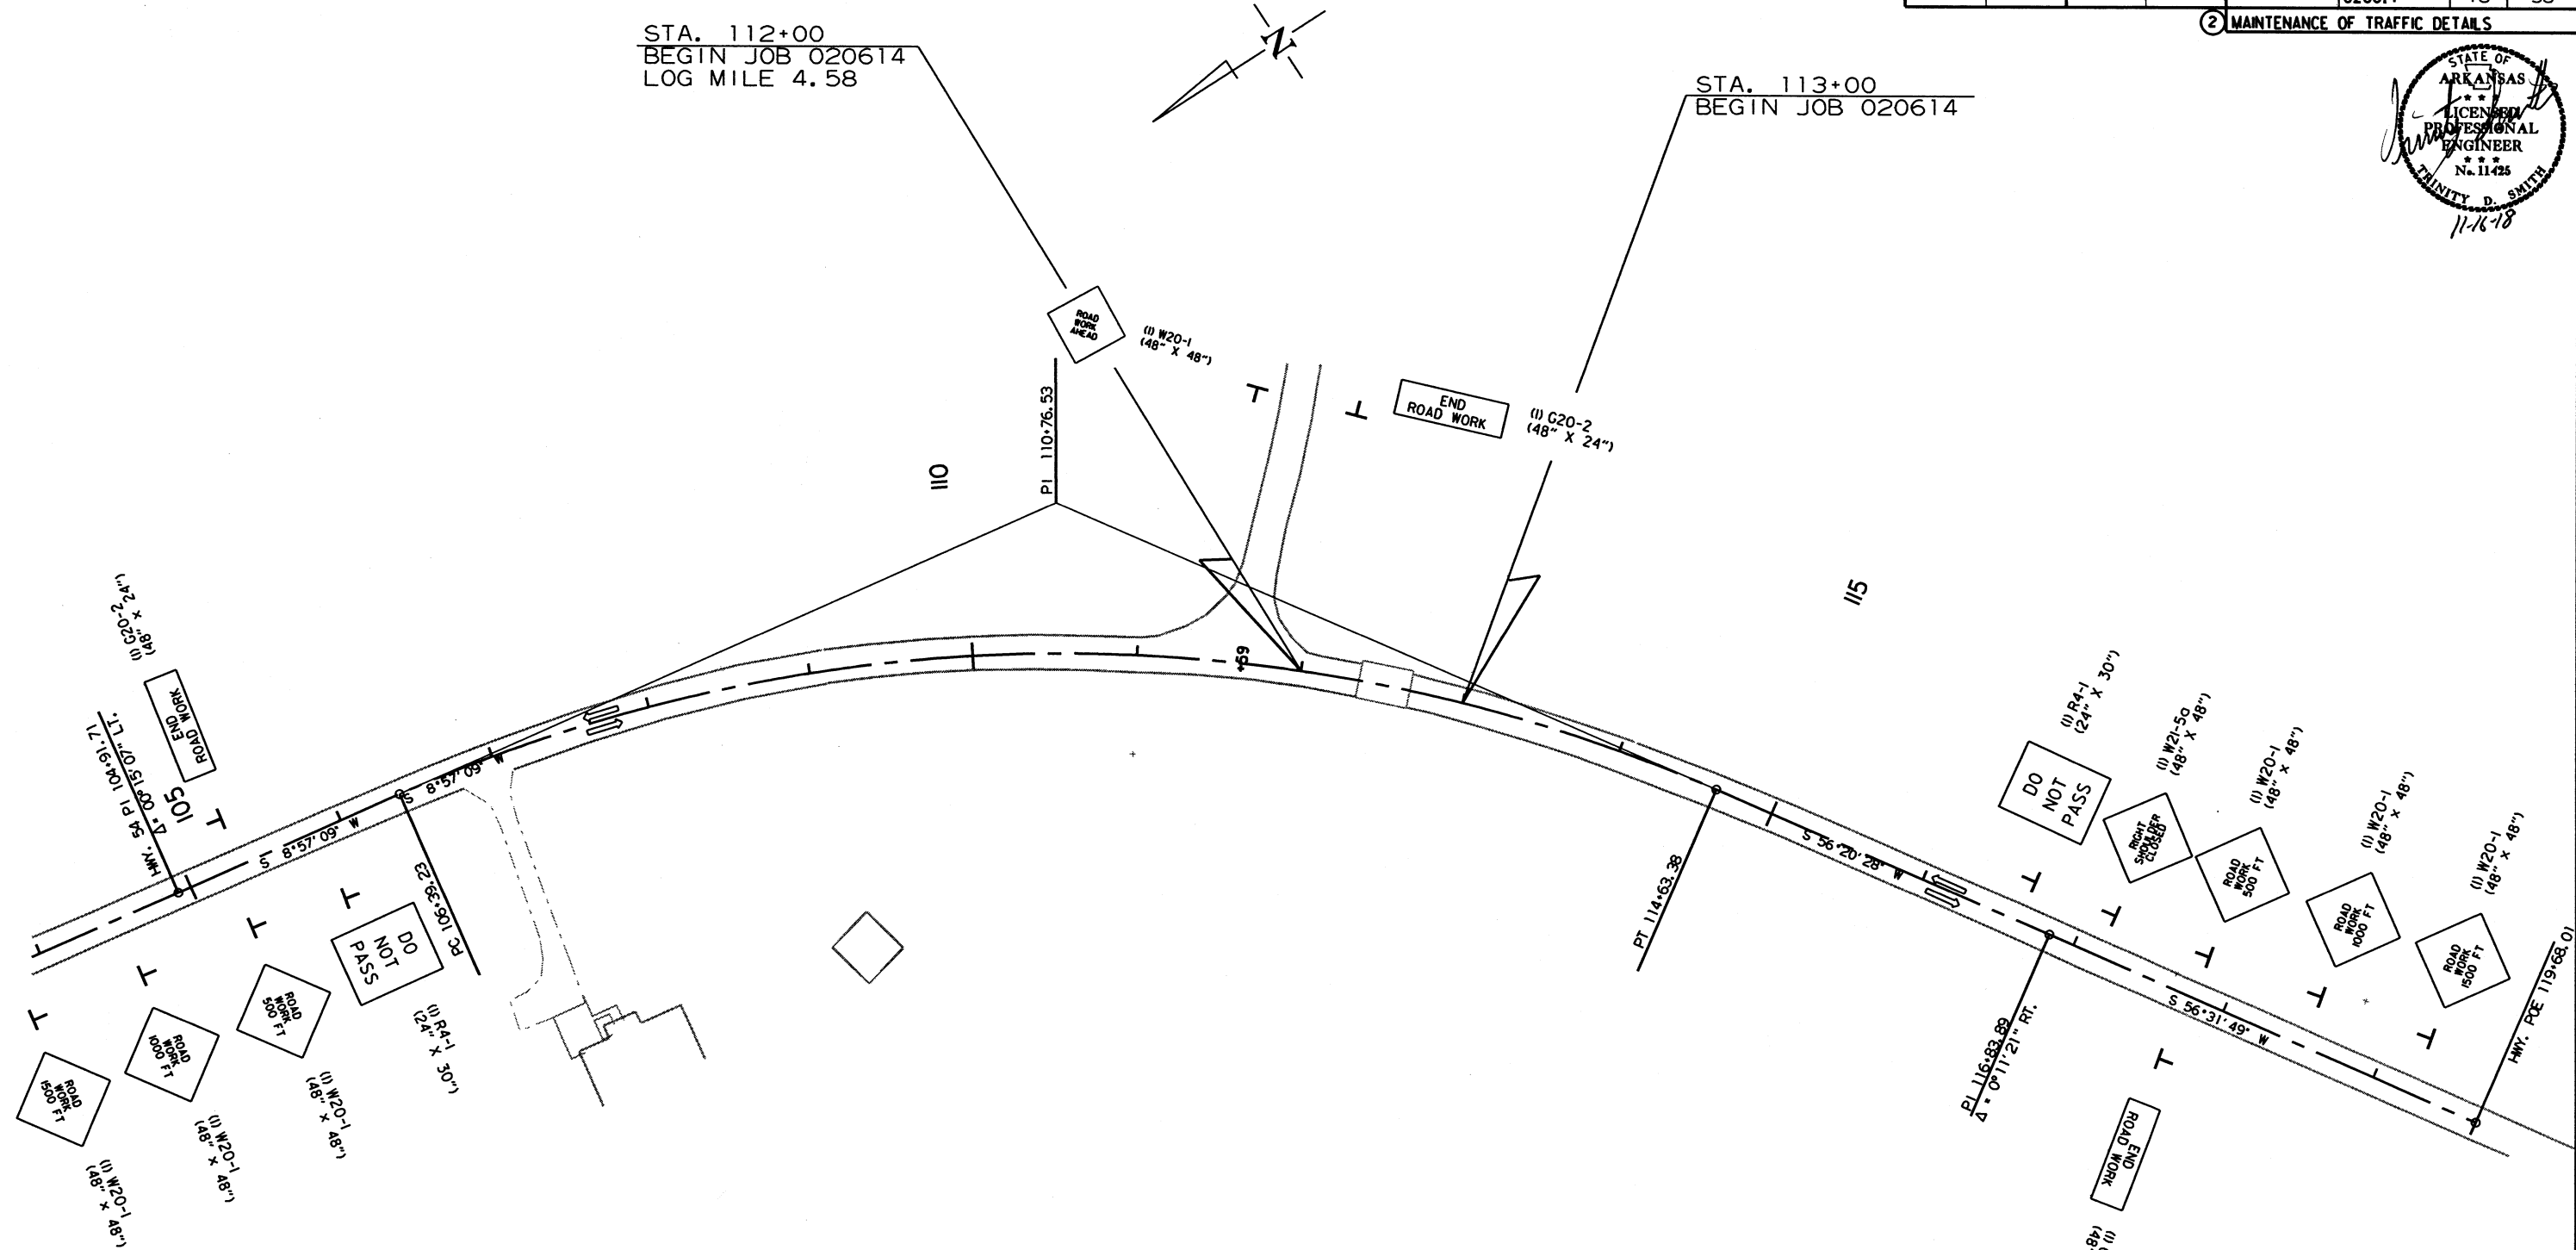 ② MAINTENANCE OF TRAFFIC DETAILS
STATE OF
ARKANSAS
★ ★ ★
LICENSED
PROFESSIONAL
ENGINEER
★ ★ ★
No. 11425
TRINITY D. SMITH
11-16-18
STA. 112+00
BEGIN JOB 020614
LOG MILE 4.58
N
STA. 113+00
BEGIN JOB 020614
ROAD
WORK
AHEAD
(1) W20-1
(48" X 48")
END
ROAD WORK
(1) G20-2
(48" X 24")
PI 110+76.53
110
115
+59
(1) G20-2
(48" X 24")
END
ROAD WORK
HWY. 54 PI 104+91.71
Δ= 00°15'07" LT.
105
S 8°57'09" W
S 8°57'09" W
PC 106+39.23
DO
NOT
PASS
(1) R4-1
(24" X 30")
ROAD
WORK
500 FT
(1) W20-1
(48" X 48")
ROAD
WORK
1000 FT
(1) W20-1
(48" X 48")
ROAD
WORK
1500 FT
(1) W20-1
(48" X 48")
PT 114+63.38
S 56°20'28" W
(1) R4-1
(24" X 30")
DO
NOT
PASS
(1) W21-5a
(48" X 48")
RIGHT
SHOULDER
CLOSED
(1) W20-1
(48" X 48")
ROAD
WORK
500 FT
(1) W20-1
(48" X 48")
ROAD
WORK
1000 FT
(1) W20-1
(48" X 48")
ROAD
WORK
1500 FT
PI 116+83.89
Δ = 0°11'21" RT.
S 56°31'49" W
HWY. POE 119+68.01
END
ROAD WORK
(1)
(48